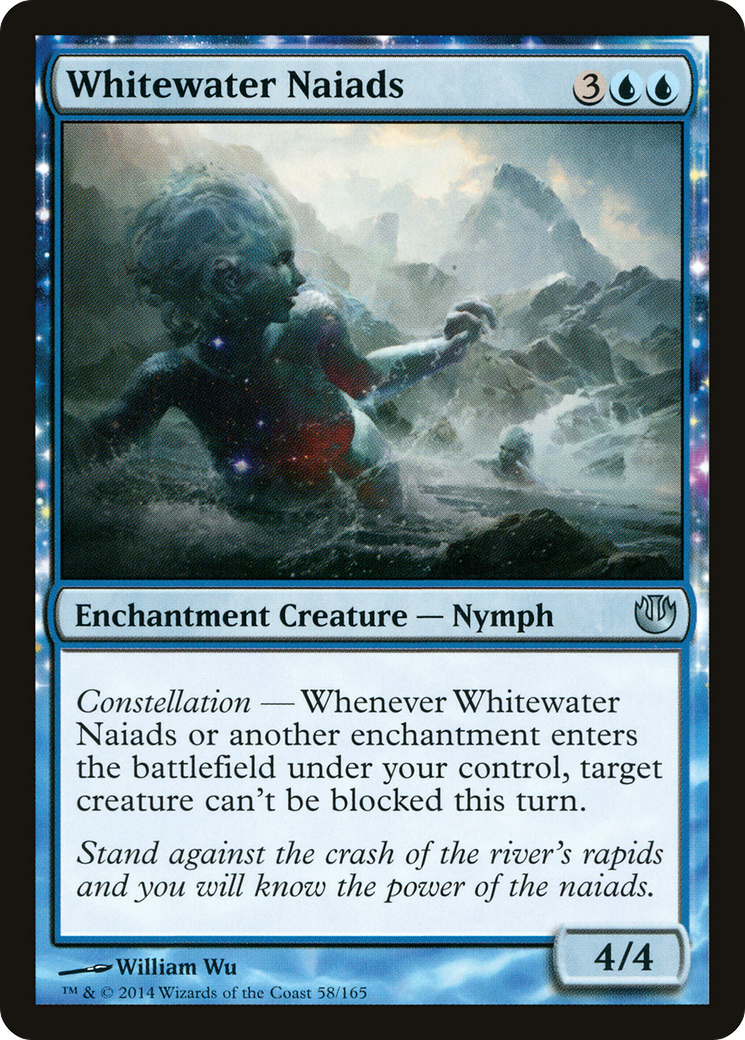 Whitewater Naiads 3
Enchantment Creature — Nymph
Constellation — Whenever Whitewater
Naiads or another enchantment enters
the battlefield under your control, target
creature can't be blocked this turn.
Stand against the crash of the river's rapids
and you will know the power of the naiads.
4/4
William Wu
™ & © 2014 Wizards of the Coast 58/165